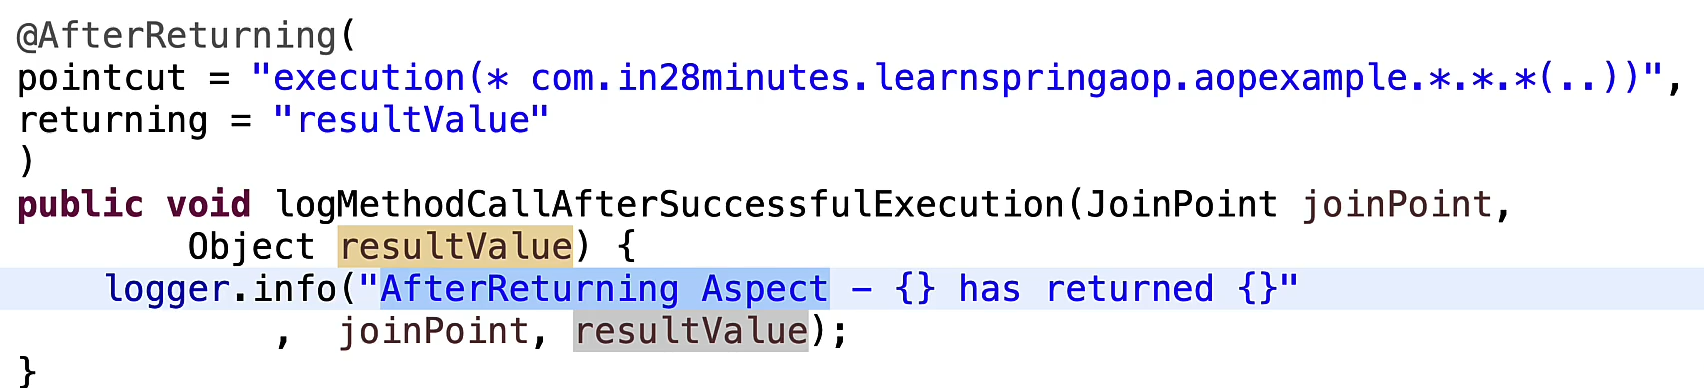 @AfterReturning(
pointcut = "execution(* com.in28minutes.learnspringaop.aopexample.*.*.*(..))",
returning = "resultValue"
)
public void logMethodCallAfterSuccessfulExecution(JoinPoint joinPoint,
Object resultValue) {
logger.info("AfterReturning Aspect - {} has returned {}"
, joinPoint, resultValue);
}